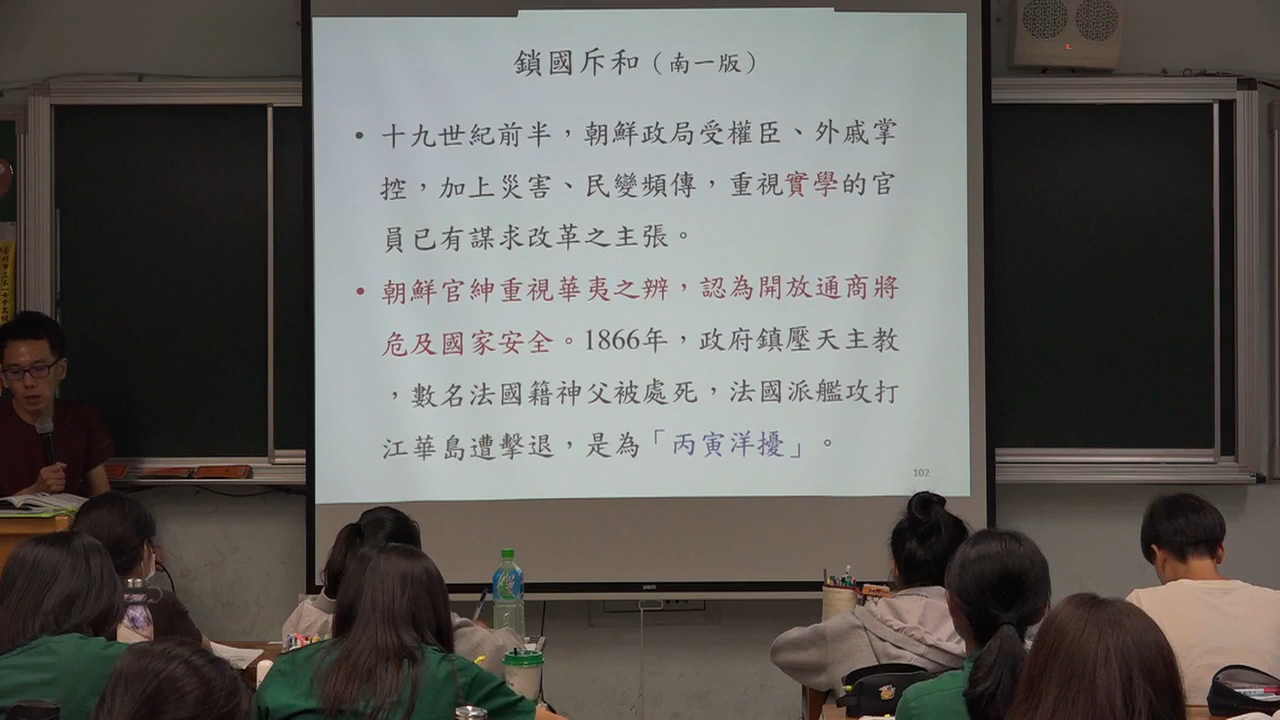 鎖國斥和（南一版）
• 十九世紀前半，朝鮮政局受權臣、外戚掌
控，加上災害、民變頻傳，重視實學的官
員已有謀求改革之主張。
• 朝鮮官紳重視華夷之辨，認為開放通商將
危及國家安全。1866年，政府鎮壓天主教
，數名法國籍神父被處死，法國派艦攻打
江華島遭擊退，是為「丙寅洋擾」。
102